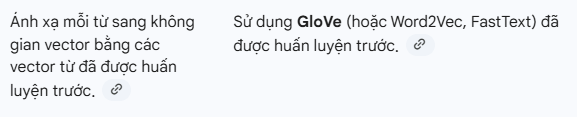 Ánh xạ mỗi từ sang không
gian vector bằng các
vector từ đã được huấn
luyện trước.
Sử dụng GloVe (hoặc Word2Vec, FastText) đã
được huấn luyện trước.